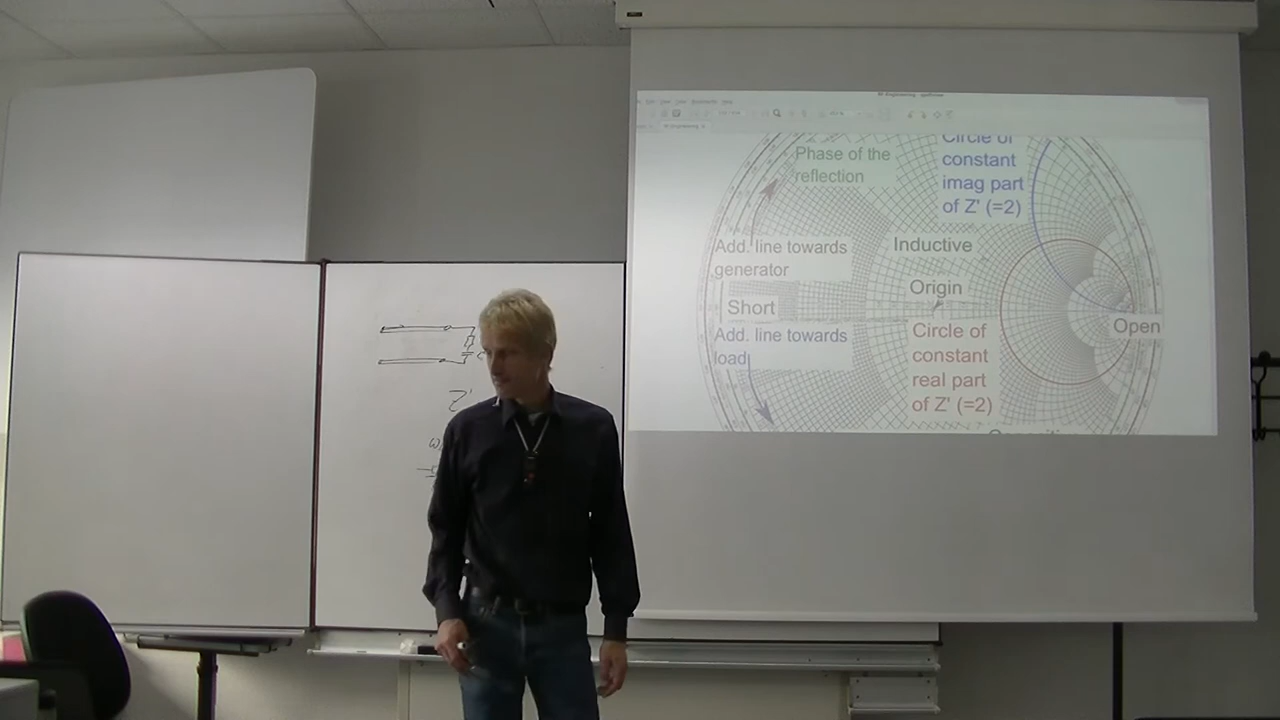 Phase of the
reflection
Circle of
constant
imag part
of Z' (=2)
Add. line towards
generator
Inductive
Origin
Short
Open
Add. line towards
load
Circle of
constant
real part
of Z' (=2)
Z'
ω